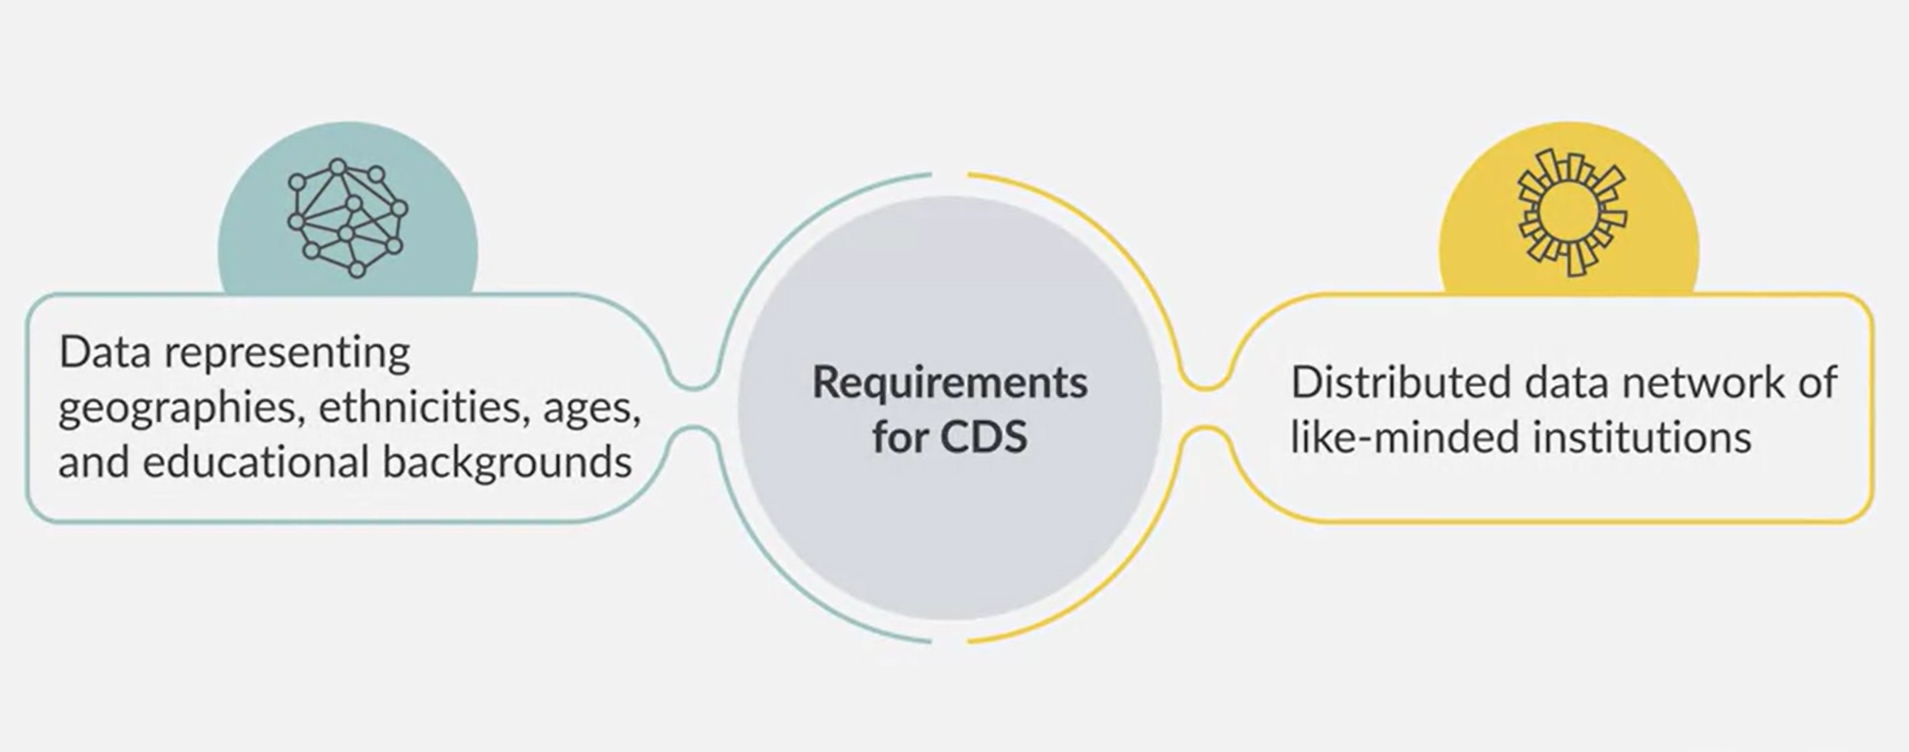 Data representing
geographies, ethnicities, ages,
and educational backgrounds
Requirements
for CDS
Distributed data network of
like-minded institutions